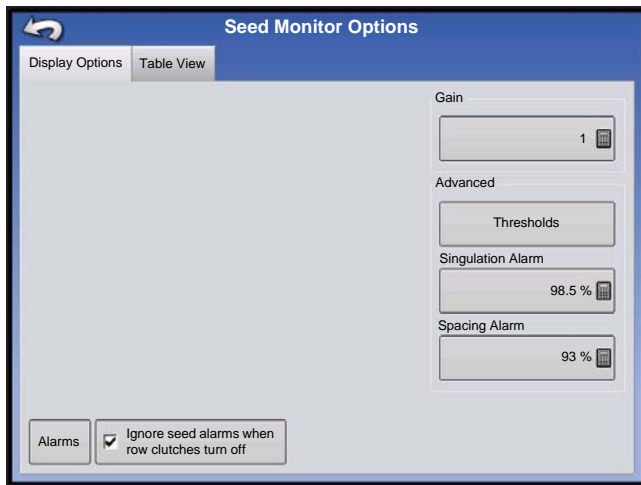 Seed Monitor Options
Display Options
Table View
Gain
1
Advanced
Thresholds
Singulation Alarm
98.5 %
Spacing Alarm
93 %
Alarms
Ignore seed alarms when
row clutches turn off